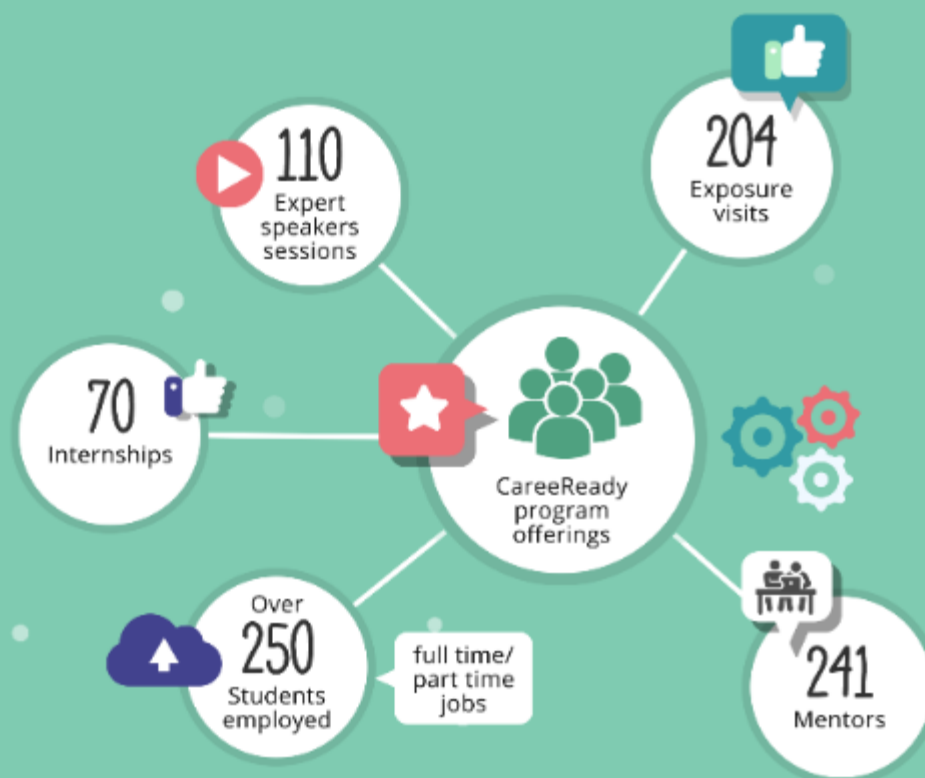 110
Expert
speakers
sessions
204
Exposure
visits
70
Internships
CareeReady
program
offerings
Over
250
Students
employed
full time/
part time
jobs
241
Mentors